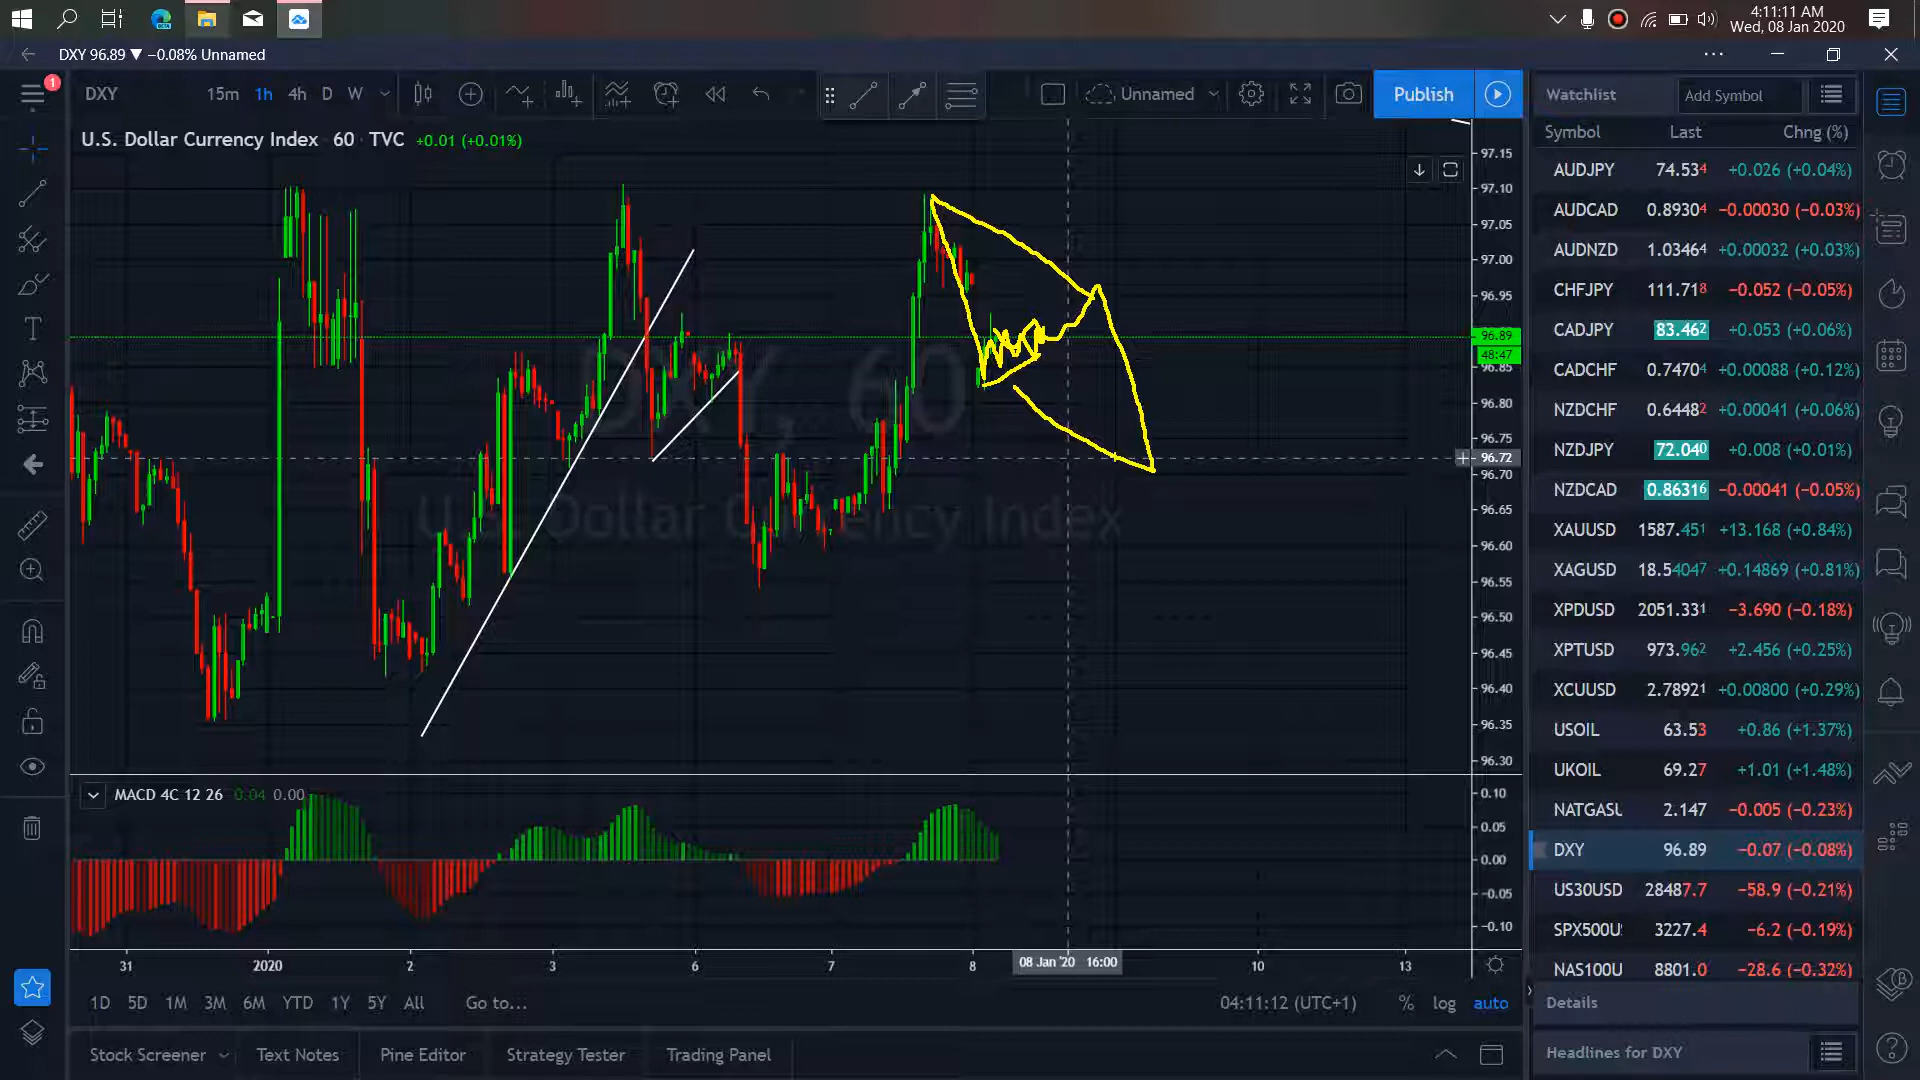 4:11:11 AM
Wed, 08 Jan 2020
DXY 96.89 ▼ −0.08% Unnamed
1
DXY 15m 1h 4h D W Unnamed Publish
Watchlist Add Symbol
U.S. Dollar Currency Index 60 TVC +0.01 (+0.01%)
Symbol Last Chng (%)
AUDJPY 74.534 +0.026 (+0.04%)
AUDCAD 0.89304 −0.00030 (−0.03%)
AUDNZD 1.03464 +0.00032 (+0.03%)
CHFJPY 111.718 −0.052 (−0.05%)
CADJPY 83.462 +0.053 (+0.06%)
CADCHF 0.74704 +0.00088 (+0.12%)
NZDCHF 0.64482 +0.00041 (+0.06%)
NZDJPY 72.040 +0.008 (+0.01%)
NZDCAD 0.86316 −0.00041 (−0.05%)
XAUUSD 1587.451 +13.168 (+0.84%)
XAGUSD 18.54047 +0.14869 (+0.81%)
XPDUSD 2051.331 −3.690 (−0.18%)
XPTUSD 973.962 +2.456 (+0.25%)
XCUUSD 2.78921 +0.00800 (+0.29%)
USOIL 63.53 +0.86 (+1.37%)
UKOIL 69.27 +1.01 (+1.48%)
NATGASU 2.147 −0.005 (−0.23%)
DXY 96.89 −0.07 (−0.08%)
US30USD 28487.7 −58.9 (−0.21%)
SPX500U 3227.4 −6.2 (−0.19%)
NAS100U 8801.0 −28.6 (−0.32%)
Details
Headlines for DXY
97.15
97.10
97.05
97.00
96.95
96.89
48:47
96.85
96.80
96.75
96.72
96.70
96.65
96.60
96.55
96.50
96.45
96.40
96.35
96.30
DXY, 60
U.S. Dollar Currency Index
MACD 4C 12 26 0.04 0.00
0.10
0.05
0.00
−0.05
−0.10
31 2020 2 3 6 7 8 08 Jan '20 16:00 10 13
1D 5D 1M 3M 6M YTD 1Y 5Y All Go to... 04:11:12 (UTC+1) % log auto
Stock Screener Text Notes Pine Editor Strategy Tester Trading Panel